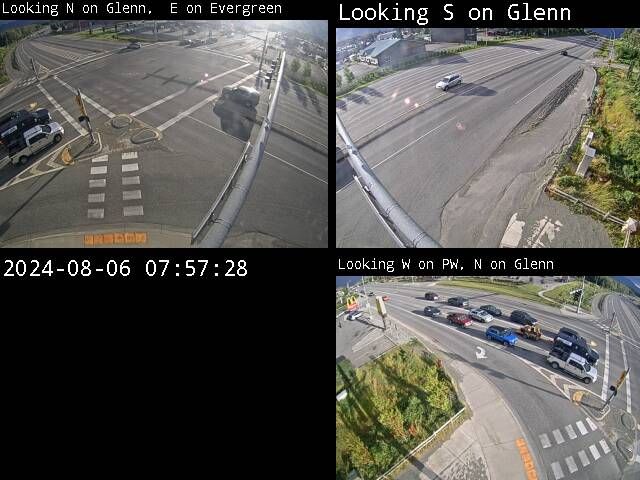 Looking N on Glenn,  E on Evergreen
Looking S on Glenn
2024-08-06 07:57:28
Looking W on PW, N on Glenn